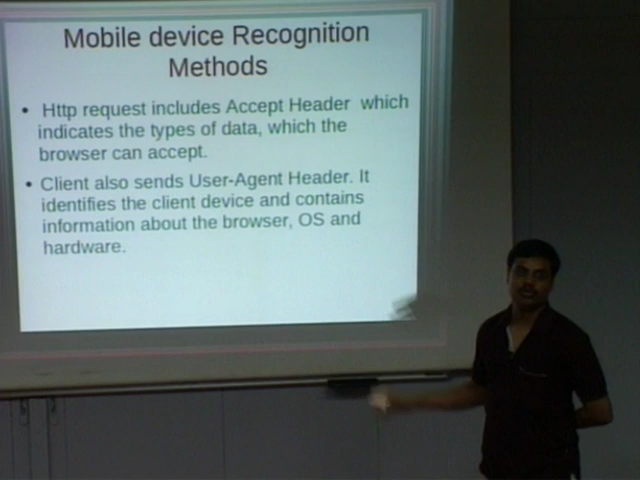 Mobile device Recognition
Methods
• Http request includes Accept Header which
indicates the types of data, which the
browser can accept.
• Client also sends User-Agent Header. It
identifies the client device and contains
information about the browser, OS and
hardware.